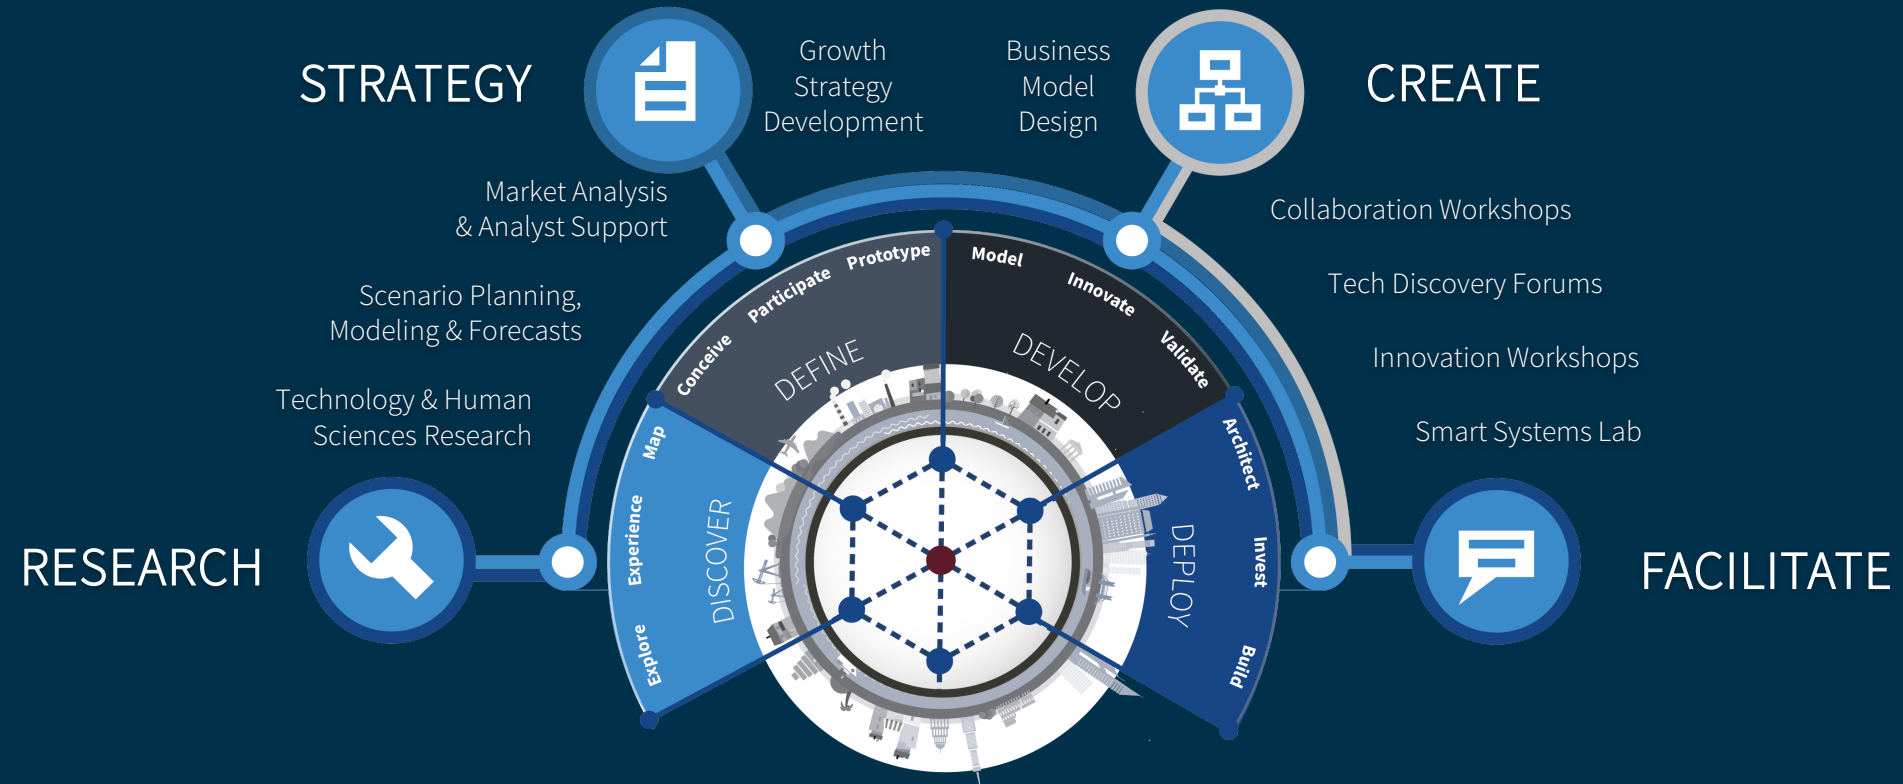 STRATEGY
Growth
Strategy
Development
Business
Model
Design
CREATE
Market Analysis
& Analyst Support
Scenario Planning,
Modeling & Forecasts
Technology & Human
Sciences Research
RESEARCH
Collaboration Workshops
Tech Discovery Forums
Innovation Workshops
Smart Systems Lab
FACILITATE
Explore
Experience
Map
DISCOVER
Conceive
Participate
Prototype
DEFINE
Model
Innovate
Validate
DEVELOP
Architect
Invest
Build
DEPLOY